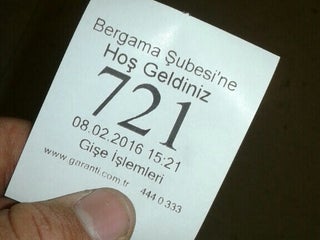 Bergama Şubesi'ne
Hoş Geldiniz
721
08.02.2016 15:21
Gişe İşlemleri
www.garanti.com.tr 444 0 333